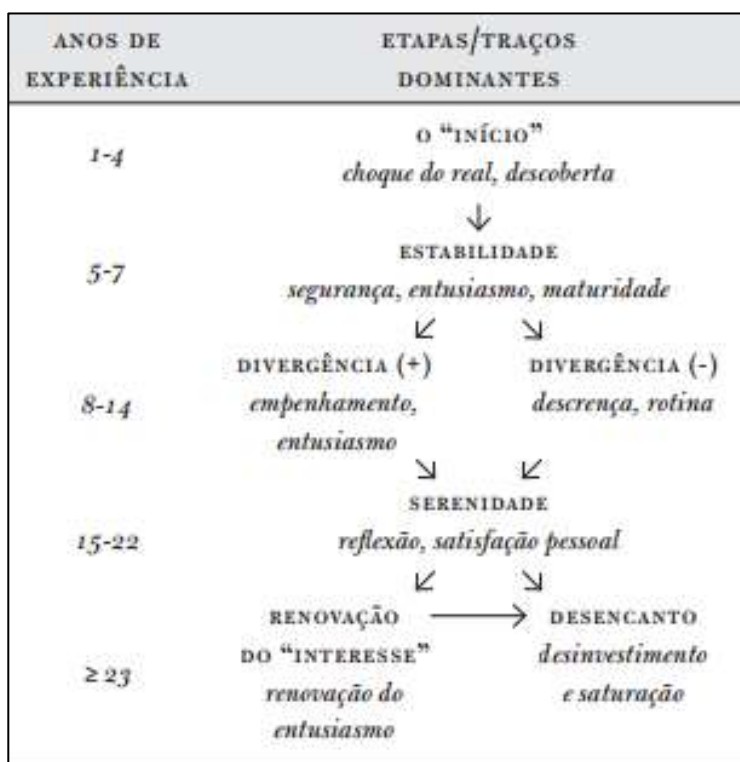 ANOS DE EXPERIÊNCIA
ETAPAS/TRAÇOS DOMINANTES
1-4
O “INÍCIO”
choque do real, descoberta
5-7
ESTABILIDADE
segurança, entusiasmo, maturidade
8-14
DIVERGÊNCIA (+)
empenhamento,
entusiasmo
DIVERGÊNCIA (-)
descrença, rotina
15-22
SERENIDADE
reflexão, satisfação pessoal
≥ 23
RENOVAÇÃO
DO “INTERESSE”
renovação do
entusiasmo
DESENCANTO
desinvestimento
e saturação